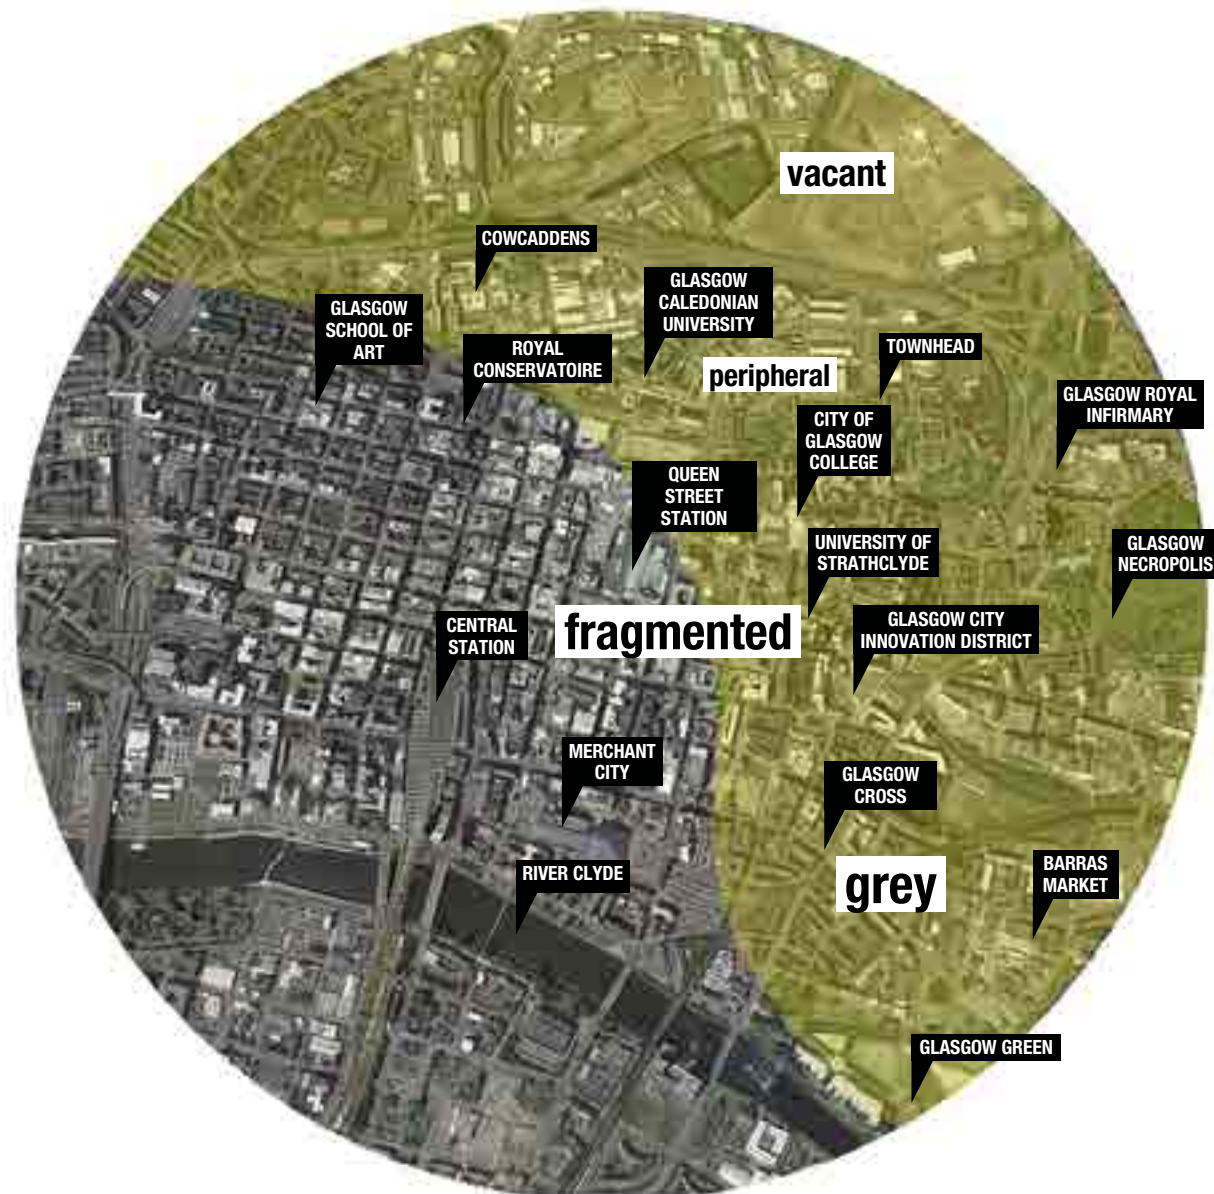 vacant
COWCADDENS
GLASGOW
CALEDONIAN
UNIVERSITY
GLASGOW
SCHOOL OF
ART
ROYAL
CONSERVATOIRE
TOWNHEAD
peripheral
GLASGOW ROYAL
INFIRMARY
CITY OF
GLASGOW
COLLEGE
QUEEN
STREET
STATION
UNIVERSITY OF
STRATHCLYDE
GLASGOW
NECROPOLIS
fragmented
CENTRAL
STATION
GLASGOW CITY
INNOVATION DISTRICT
MERCHANT
CITY
GLASGOW
CROSS
RIVER CLYDE
grey
BARRAS
MARKET
GLASGOW GREEN